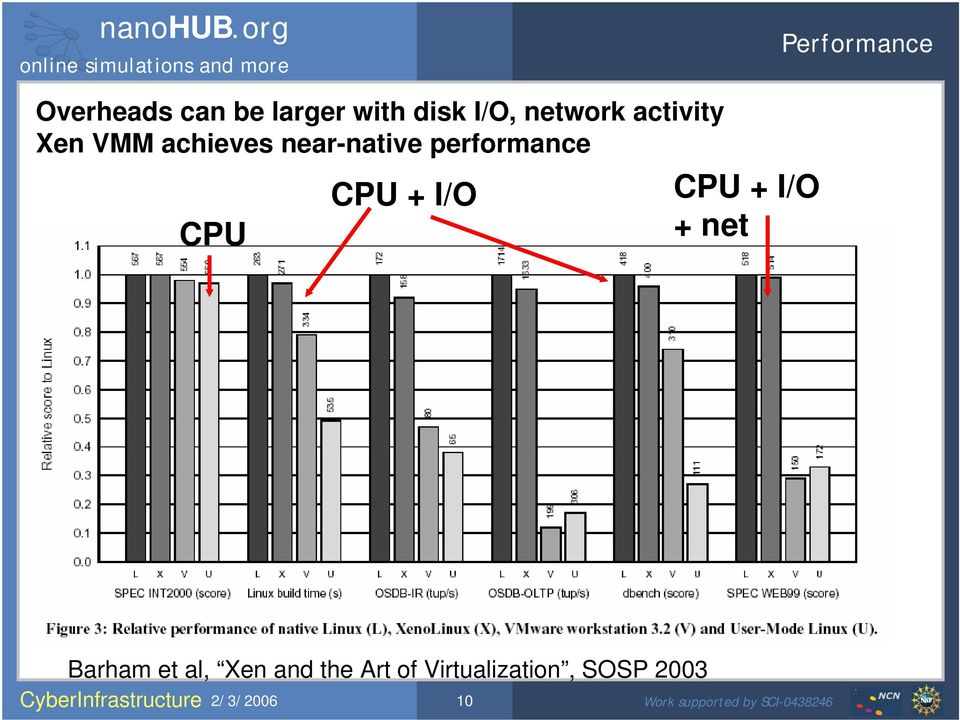 nanoHUB.org
online simulations and more
Performance
Overheads can be larger with disk I/O, network activity
Xen VMM achieves near-native performance
CPU
CPU + I/O
CPU + I/O
+ net
1.1
1.0
0.9
0.8
0.7
0.6
0.5
0.4
0.3
0.2
0.1
0.0
Relative score to Linux
567 567 554 550
263 271 334 535
172 158 80 65
1714 1633 199 306
418 400 310 111
518 514 150 172
L X V U L X V U L X V U L X V U L X V U L X V U
SPEC INT2000 (score) Linux build time (s) OSDB-IR (tup/s) OSDB-OLTP (tup/s) dbench (score) SPEC WEB99 (score)
Figure 3: Relative performance of native Linux (L), XenoLinux (X), VMware workstation 3.2 (V) and User-Mode Linux (U).
Barham et al, “Xen and the Art of Virtualization”, SOSP 2003
CyberInfrastructure 2/3/2006 10 Work supported by SCI-0438246 NCN NSF